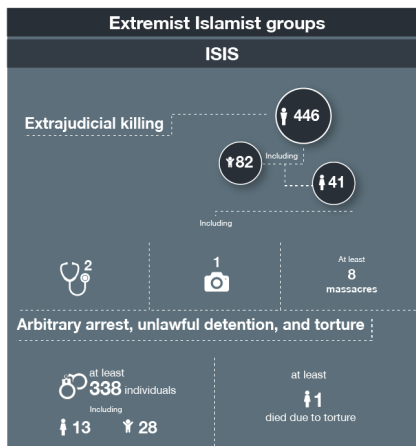 Extremist Islamist groups
ISIS
446
Extrajudicial killing
Including
82
41
Including
2
1
At least
8
massacres
Arbitrary arrest, unlawful detention, and torture
at least
338 individuals
Including
13 28
at least
1
died due to torture